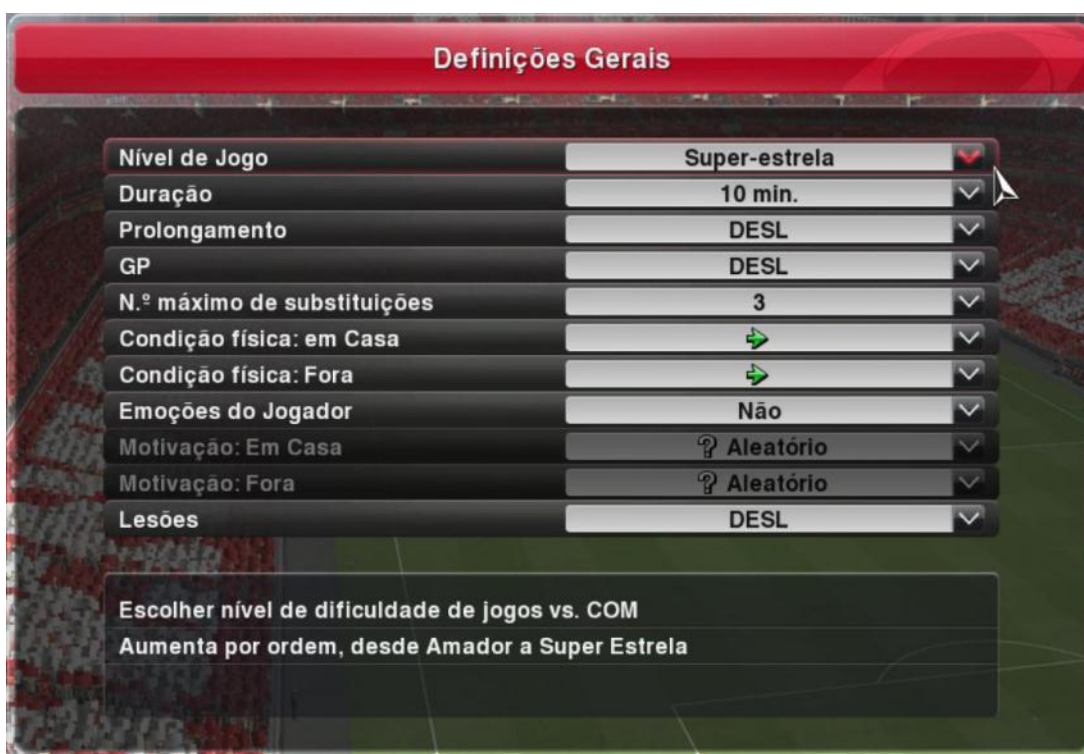 Definições Gerais
Nível de Jogo Super-estrela
Duração 10 min.
Prolongamento DESL
GP DESL
N.º máximo de substituições 3
Condição física: em Casa
Condição física: Fora
Emoções do Jogador Não
Motivação: Em Casa ? Aleatório
Motivação: Fora ? Aleatório
Lesões DESL
Escolher nível de dificuldade de jogos vs. COM
Aumenta por ordem, desde Amador a Super Estrela